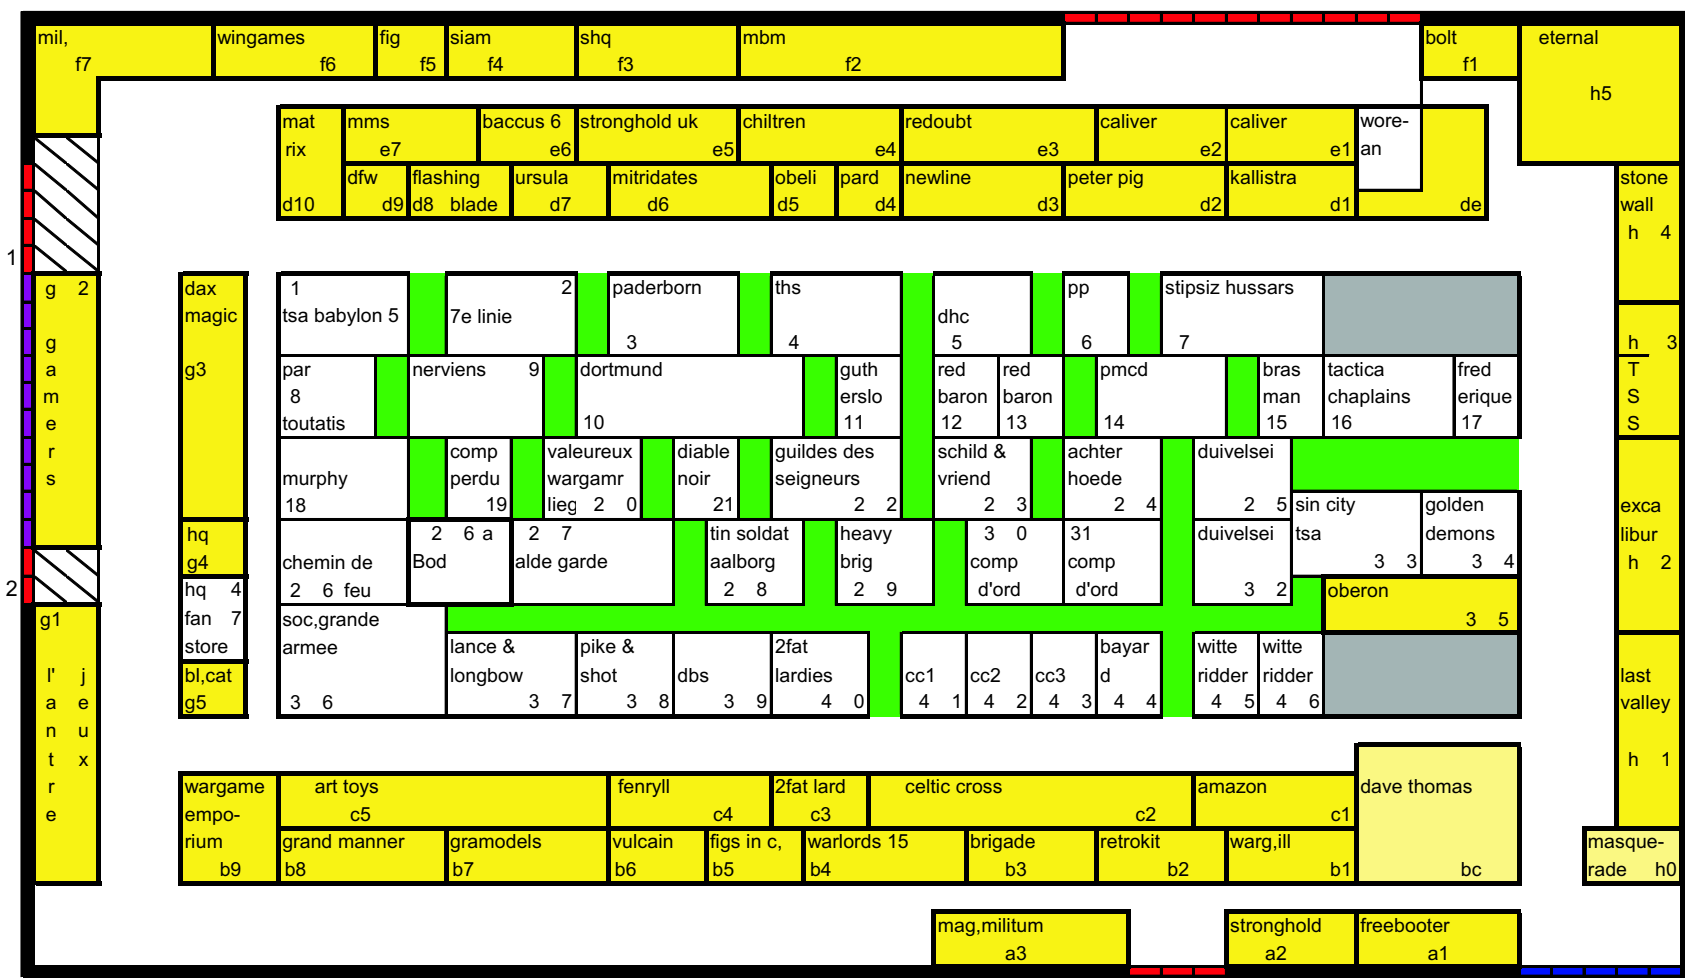 mil,
f7
wingames
f6
fig
f5
siam
f4
shq
f3
mbm
f2
bolt
f1
eternal
h5
mat
rix
d10
mms
e7
baccus 6
e6
stronghold uk
e5
chiltren
e4
redoubt
e3
caliver
e2
caliver
e1
wore-
an
de
dfw
d9
flashing
d8 blade
ursula
d7
mitridates
d6
obeli
d5
pard
d4
newline
d3
peter pig
d2
kallistra
d1
stone
wall
h 4
1
g 2
g
a
m
e
r
s
dax
magic
g3
1
tsa babylon 5
2
7e linie
paderborn
3
ths
4
dhc
5
pp
6
stipsiz hussars
7
h 3
T
S
S
par
8
toutatis
nerviens 9
dortmund
10
guth
erslo
11
red
baron
12
red
baron
13
pmcd
14
bras
man
15
tactica
chaplains
16
fred
erique
17
murphy
18
comp
perdu
19
valeureux
wargamr
lieg 2 0
diable
noir
21
guildes des
seigneurs
2 2
schild &
vriend
2 3
achter
hoede
2 4
duivelsei
2 5
sin city
tsa
3 3
golden
demons
3 4
exca
libur
h 2
hq
g4
chemin de
2 6 feu
2 6 a
Bod
2 7
alde garde
tin soldat
aalborg
2 8
heavy
brig
2 9
3 0
comp
d'ord
31
comp
d'ord
duivelsei
3 2
oberon
3 5
2
hq 4
fan 7
store
bl,cat
g5
g1
l' j
a e
n u
t x
r
e
soc,grande
armee
3 6
lance &
longbow
3 7
pike &
shot
3 8
dbs
3 9
2fat
lardies
4 0
cc1
4 1
cc2
4 2
cc3
4 3
bayar
d
4 4
witte
ridder
4 5
witte
ridder
4 6
last
valley
h 1
wargame
empo-
rium
b9
art toys
c5
fenryll
c4
2fat lard
c3
celtic cross
c2
amazon
c1
dave thomas
bc
grand manner
b8
gramodels
b7
vulcain
b6
figs in c,
b5
warlords 15
b4
brigade
b3
retrokit
b2
warg,ill
b1
masque-
rade h0
mag,militum
a3
stronghold
a2
freebooter
a1